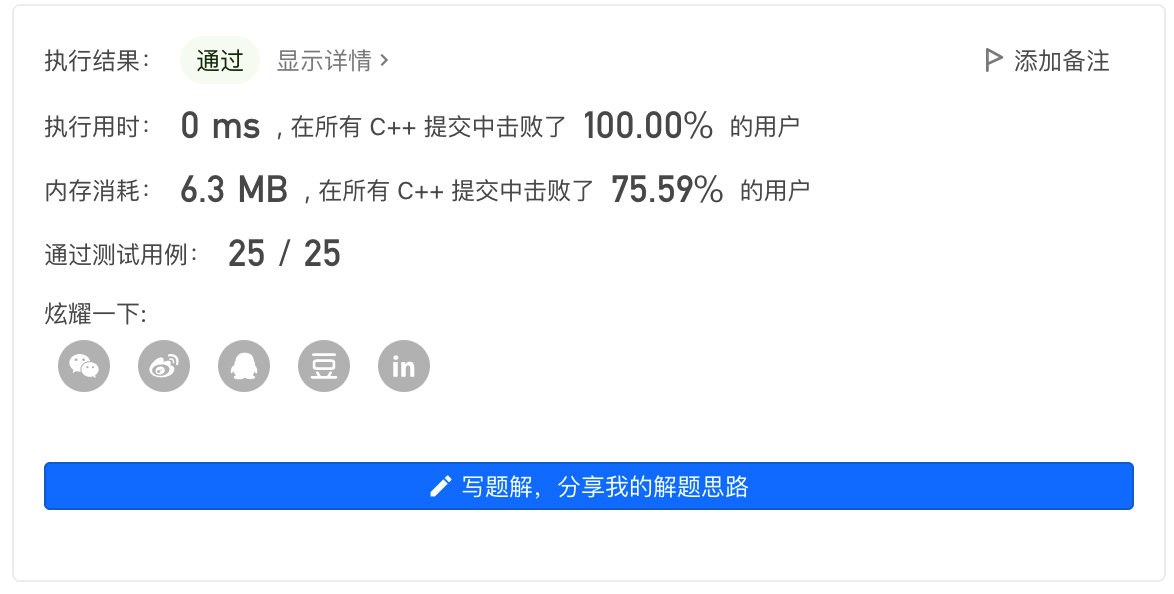 执行结果： 通过 显示详情 › 添加备注
执行用时： 0 ms , 在所有 C++ 提交中击败了 100.00% 的用户
内存消耗： 6.3 MB , 在所有 C++ 提交中击败了 75.59% 的用户
通过测试用例： 25 / 25
炫耀一下:
豆 in
写题解，分享我的解题思路